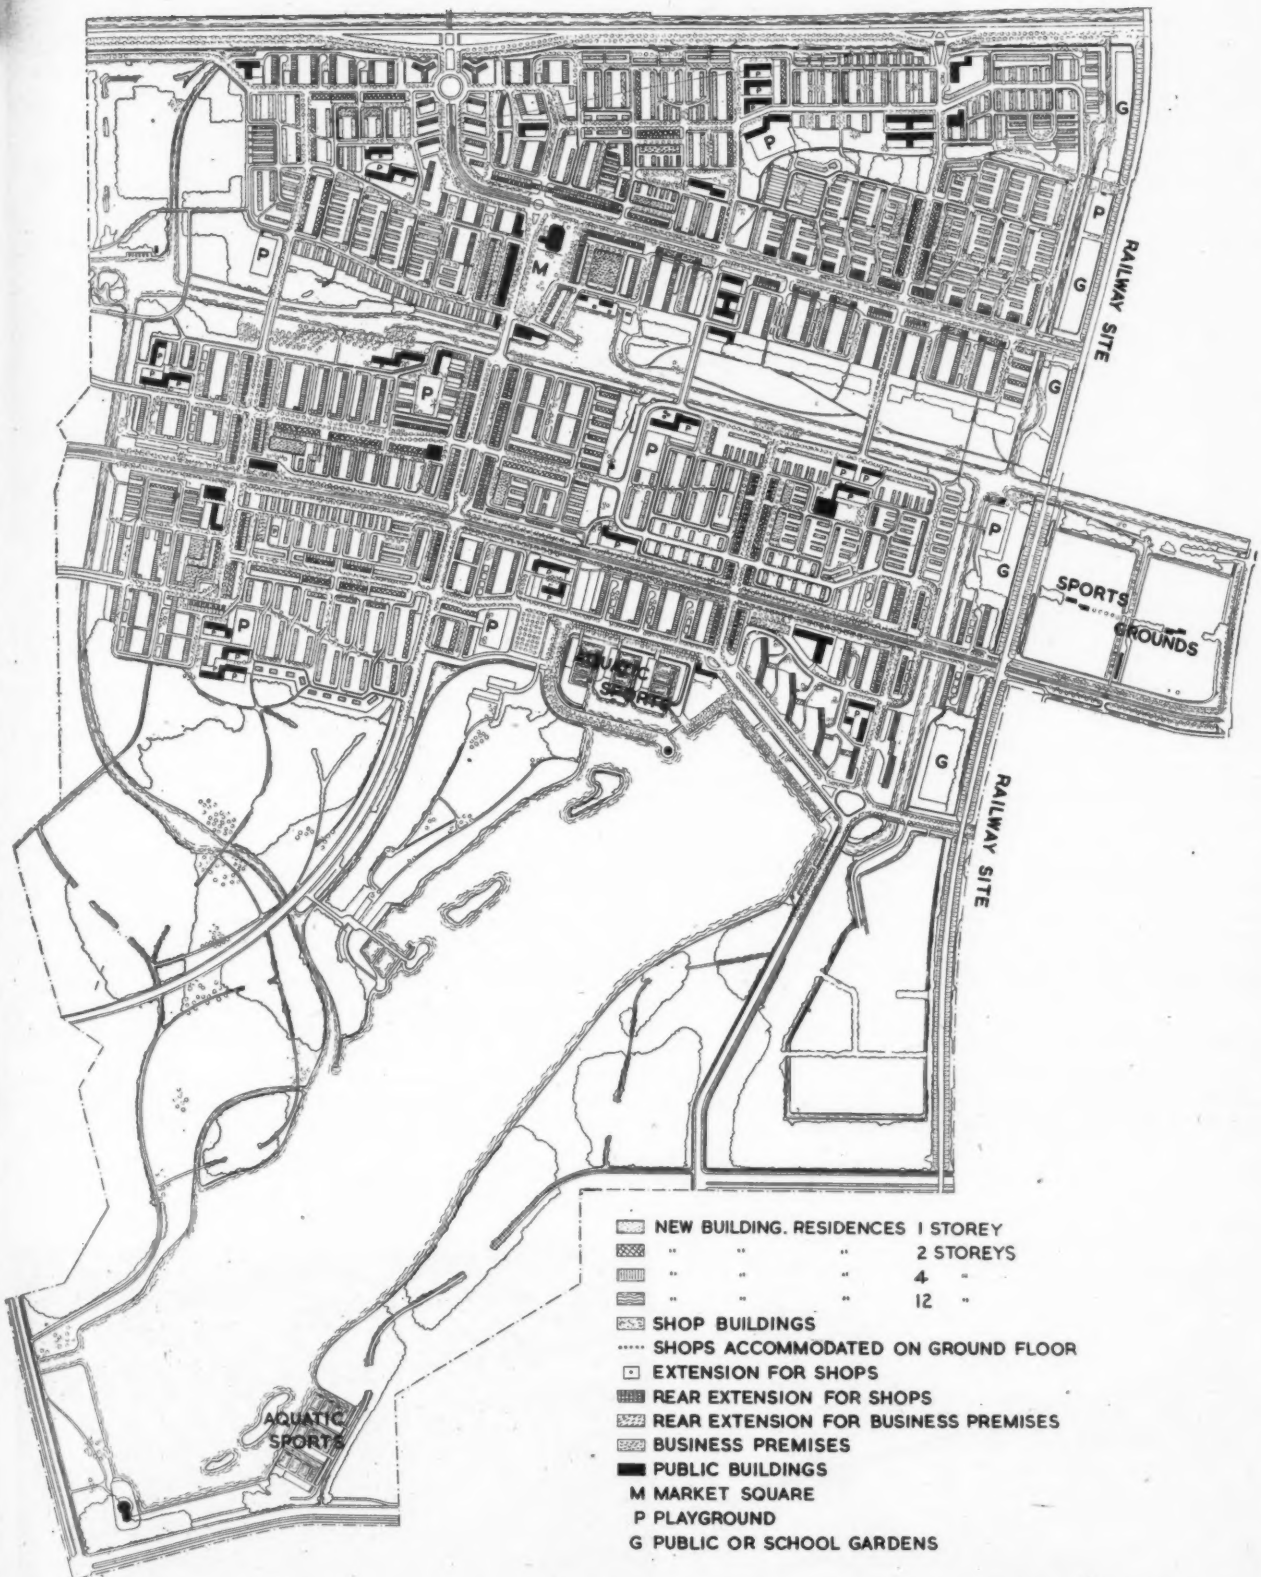 G
P
P
P
M
G
RAILWAY SITE
G
P
P
P
G
SPORTS
GROUNDS
P
P
AQUATIC
SPORTS
G
RAILWAY SITE
NEW BUILDING. RESIDENCES 1 STOREY
" " " 2 STOREYS
" " " 4 "
" " " 12 "
SHOP BUILDINGS
SHOPS ACCOMMODATED ON GROUND FLOOR
EXTENSION FOR SHOPS
REAR EXTENSION FOR SHOPS
REAR EXTENSION FOR BUSINESS PREMISES
BUSINESS PREMISES
PUBLIC BUILDINGS
M MARKET SQUARE
P PLAYGROUND
G PUBLIC OR SCHOOL GARDENS
AQUATIC
SPORTS